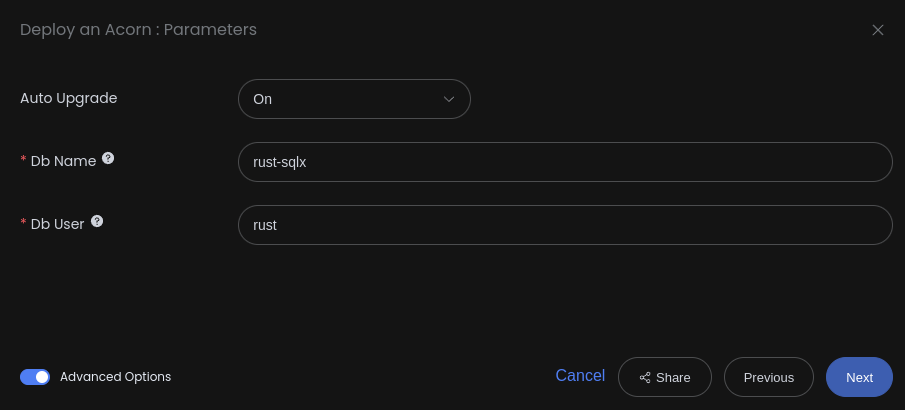 Deploy an Acorn : Parameters
Auto Upgrade
On
* Db Name ?
rust-sqlx
* Db User ?
rust
Advanced Options
Cancel
Share
Previous
Next